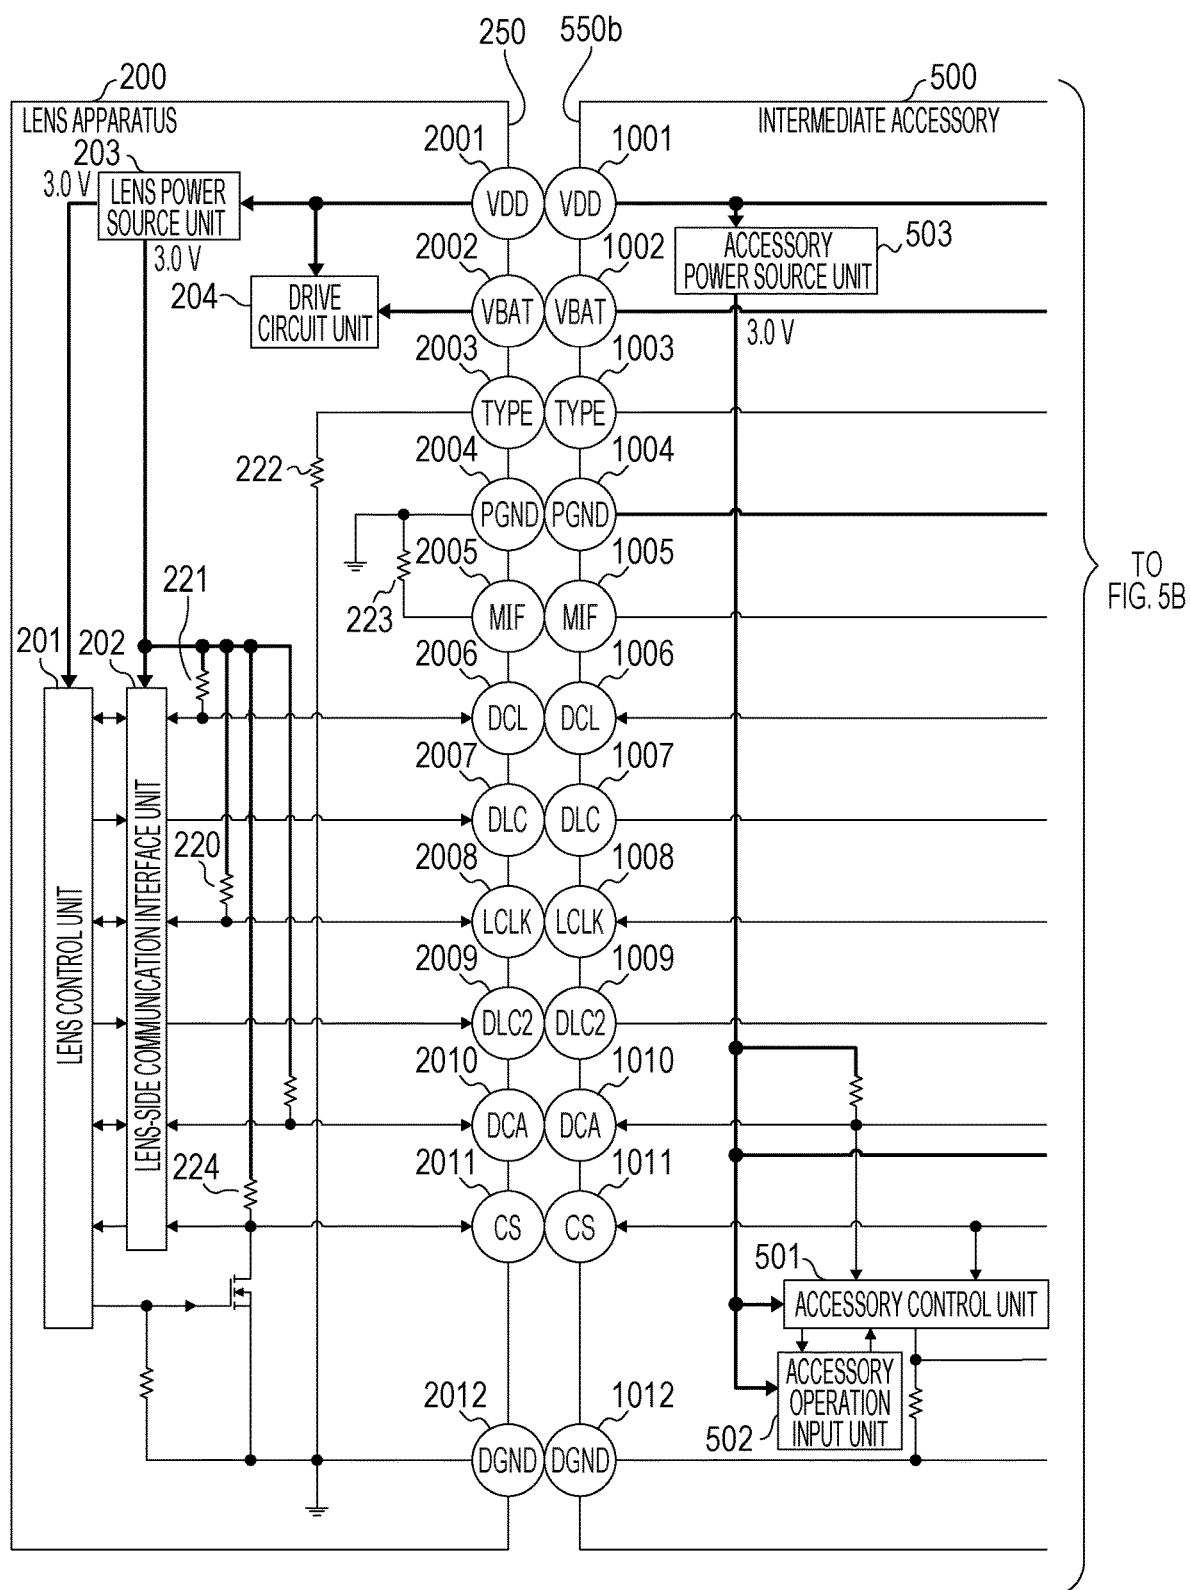 250
550b
200
500
LENS APPARATUS
INTERMEDIATE ACCESSORY
203
2001
1001
3.0 V
LENS POWER
SOURCE UNIT
VDD
VDD
503
3.0 V
2002
1002
ACCESSORY
POWER SOURCE UNIT
204
DRIVE
CIRCUIT UNIT
VBAT
VBAT
3.0 V
2003
1003
TYPE
TYPE
222
2004
1004
PGND
PGND
2005
1005
TO
FIG. 5B
221
223
MIF
MIF
201
202
2006
1006
DCL
DCL
2007
1007
DLC
DLC
220
2008
1008
LCLK
LCLK
LENS CONTROL UNIT
LENS-SIDE COMMUNICATION INTERFACE UNIT
2009
1009
DLC2
DLC2
2010
1010
DCA
DCA
224
2011
1011
CS
CS
501
ACCESSORY CONTROL UNIT
2012
1012
502
ACCESSORY
OPERATION
INPUT UNIT
DGND
DGND